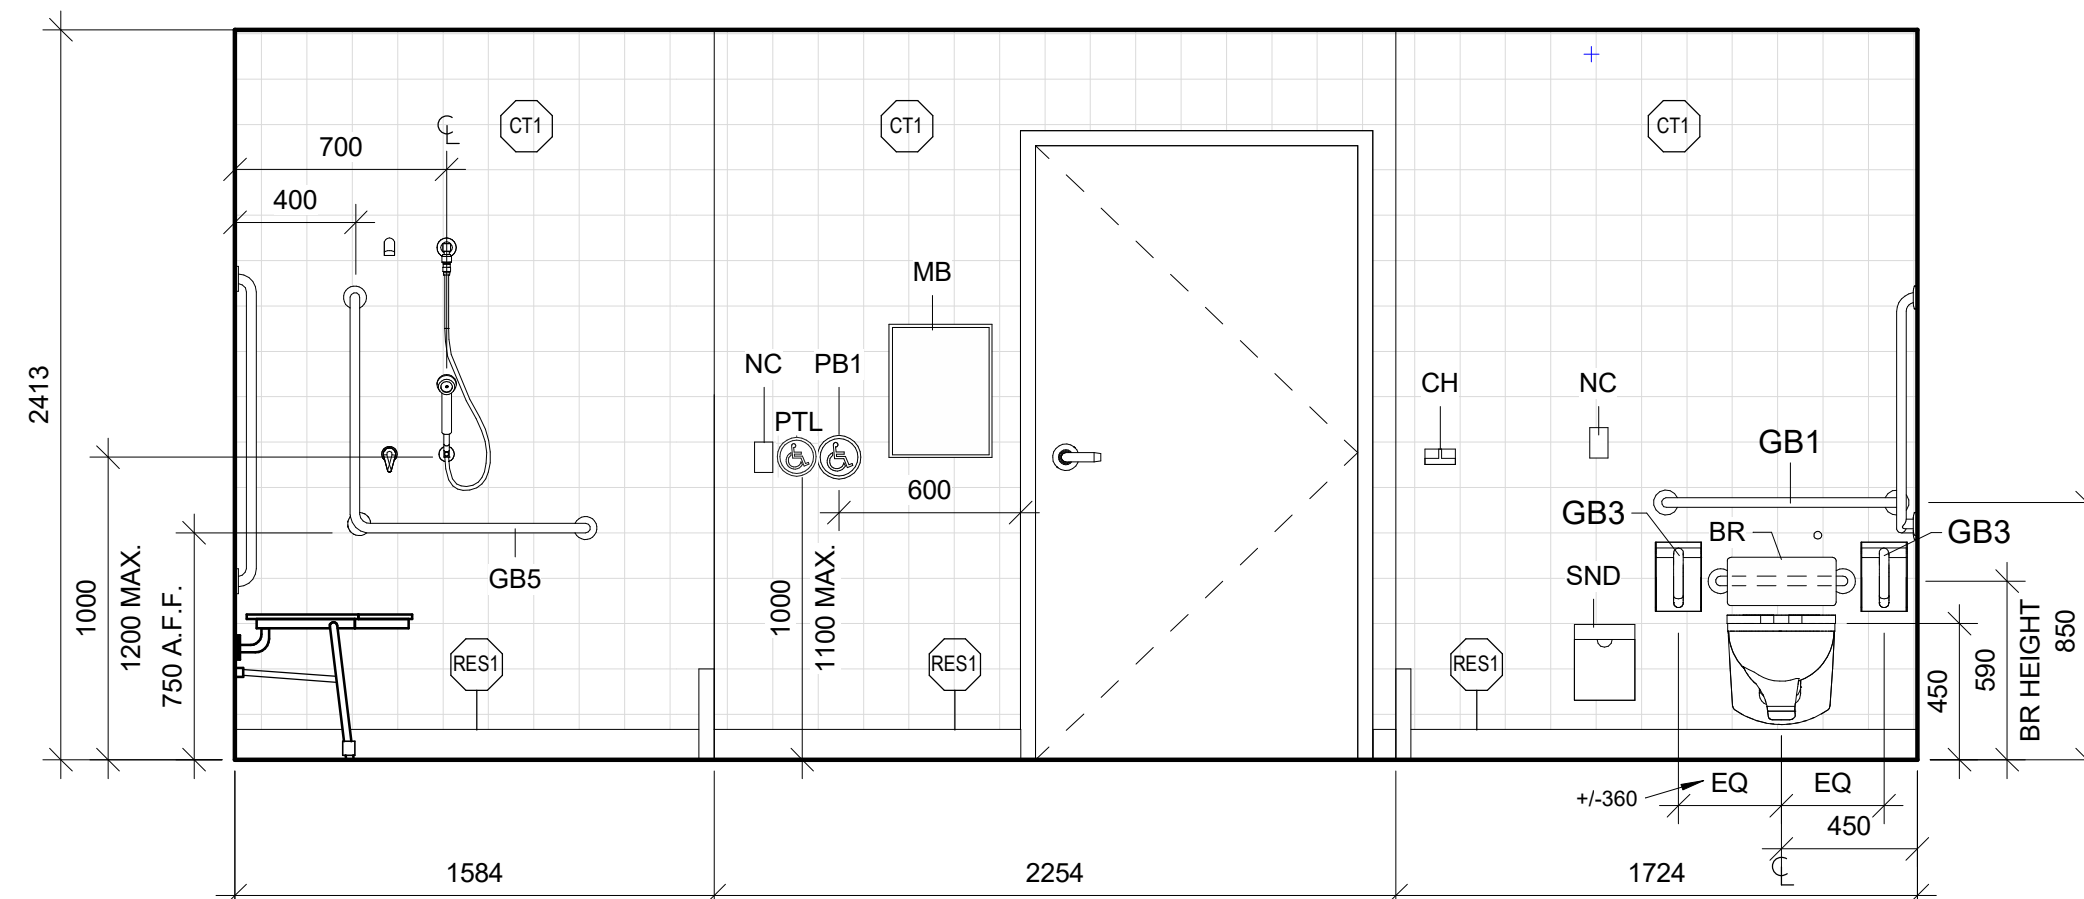 CT1
CT1
CT1
℄
700
400
MB
NC
PB1
PTL
CH
NC
GB1
GB3
BR
GB3
SND
GB5
600
2413
1000
1200 MAX.
750 A.F.F.
1000
1100 MAX.
RES1
RES1
RES1
450
590
BR HEIGHT
850
+/-360
EQ
EQ
450
℄
1584
2254
1724